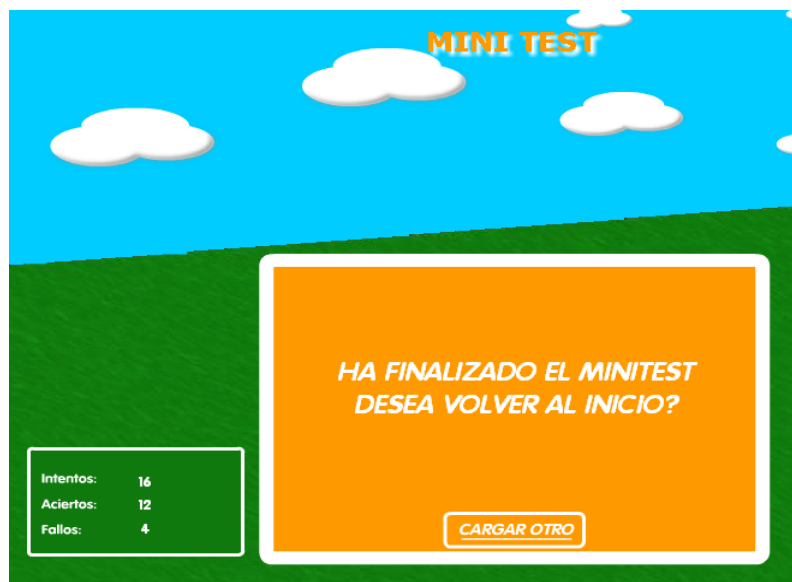 MINI TEST
HA FINALIZADO EL MINITEST
DESEA VOLVER AL INICIO?
Intentos: 16
Aciertos: 12
Fallos: 4
CARGAR OTRO